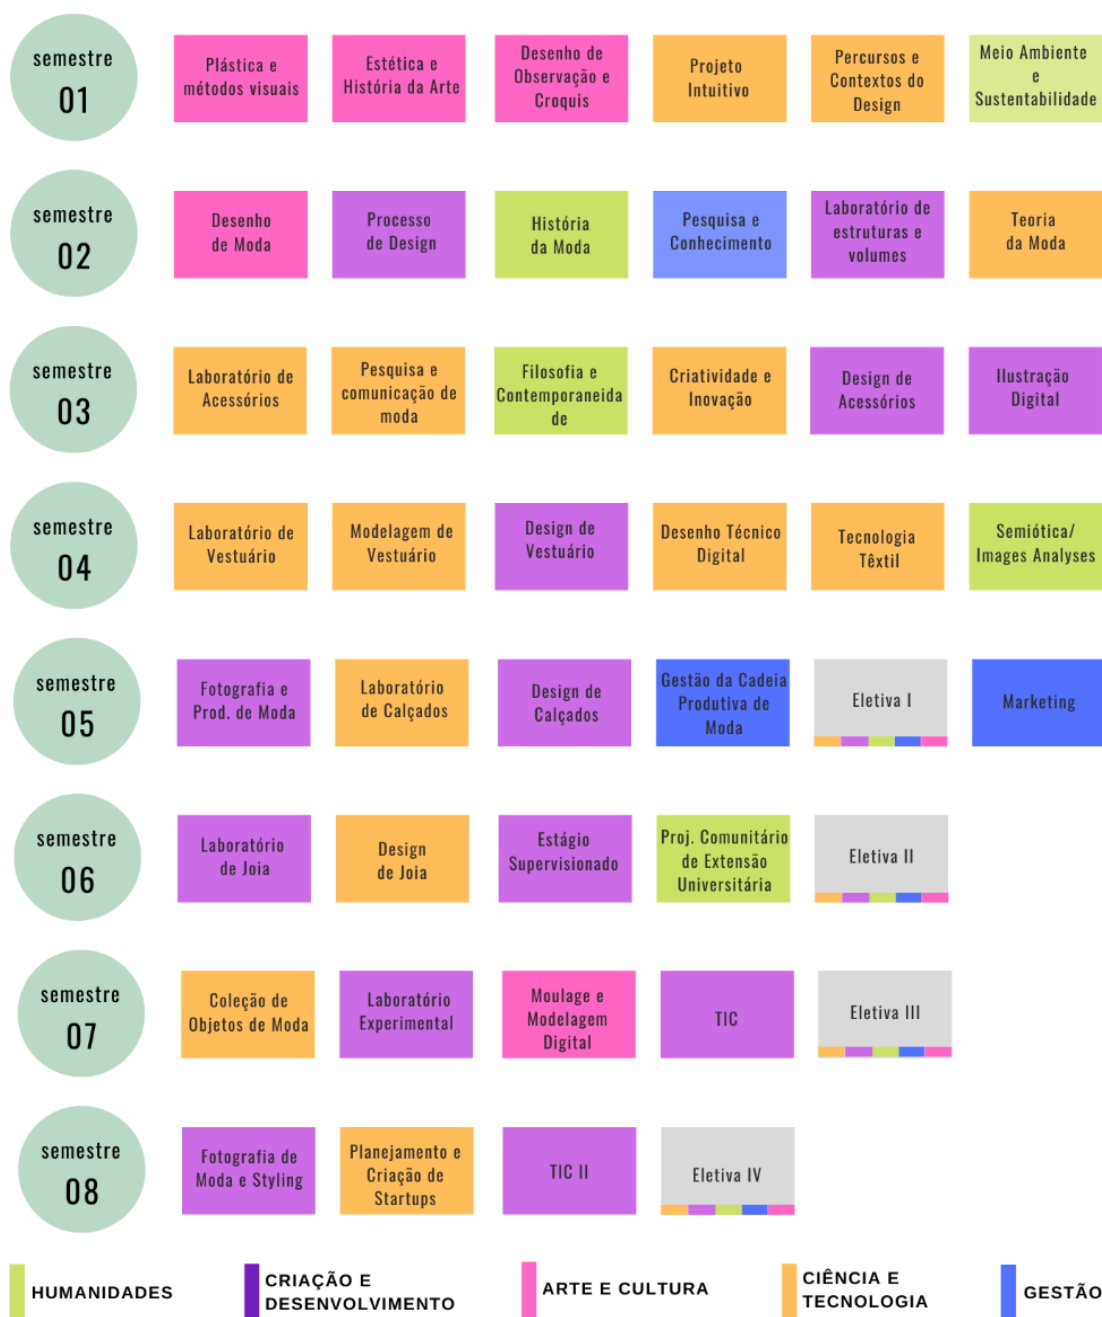 semestre
01
Plástica e
métodos visuais
Estética e
História da Arte
Desenho de
Observação e
Croquis
Projeto
Intuitivo
Percursos e
Contextos do
Design
Meio Ambiente
e
Sustentabilidade
semestre
02
Desenho
de Moda
Processo
de Design
História
da Moda
Pesquisa e
Conhecimento
Laboratório de
estruturas e
volumes
Teoria
da Moda
semestre
03
Laboratório de
Acessórios
Pesquisa e
comunicação de
moda
Filosofia e
Contemporaneida
de
Criatividade e
Inovação
Design de
Acessórios
Ilustração
Digital
semestre
04
Laboratório de
Vestuário
Modelagem de
Vestuário
Design de
Vestuário
Desenho Técnico
Digital
Tecnologia
Têxtil
Semiótica/
Images Analyses
semestre
05
Fotografia e
Prod. de Moda
Laboratório
de Calçados
Design de
Calçados
Gestão da Cadeia
Produtiva de
Moda
Eletiva I
Marketing
semestre
06
Laboratório
de Joia
Design
de Joia
Estágio
Supervisionado
Proj. Comunitário
de Extensão
Universitária
Eletiva II
semestre
07
Coleção de
Objetos de Moda
Laboratório
Experimental
Moulage e
Modelagem
Digital
TIC
Eletiva III
semestre
08
Fotografia de
Moda e Styling
Planejamento e
Criação de
Startups
TIC II
Eletiva IV
HUMANIDADES
CRIAÇÃO E
DESENVOLVIMENTO
ARTE E CULTURA
CIÊNCIA E
TECNOLOGIA
GESTÃO